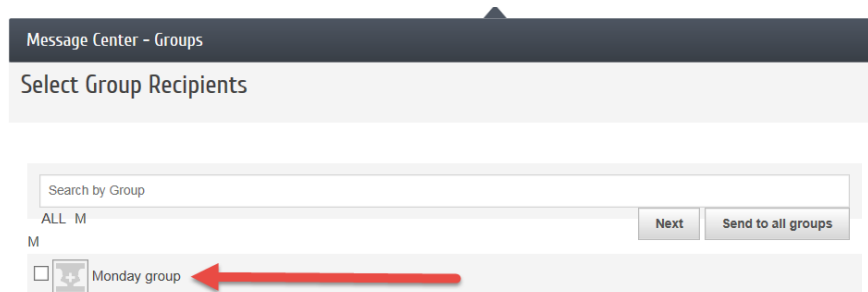 Message Center - Groups
Select Group Recipients
Search by Group
ALL M
Next
Send to all groups
M
Monday group